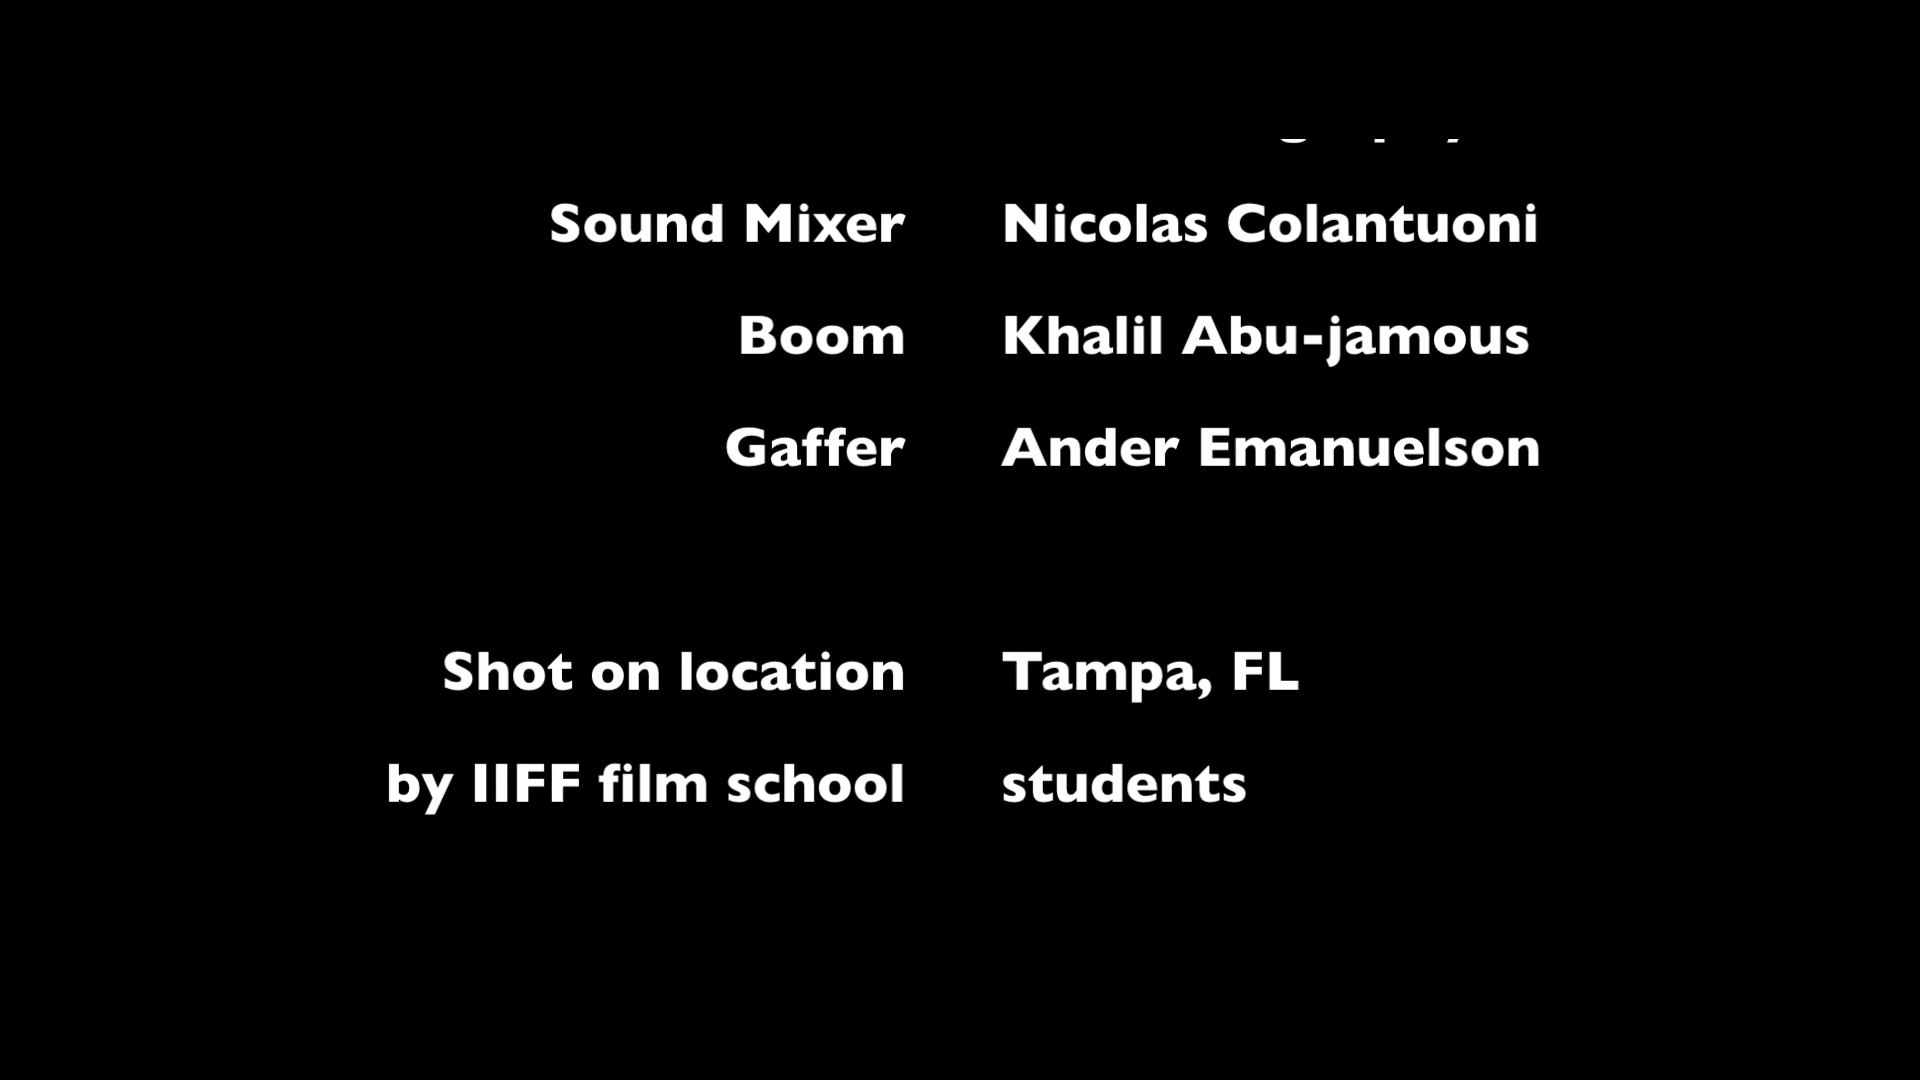 Sound Mixer Nicolas Colantuoni
Boom Khalil Abu-jamous
Gaffer Ander Emanuelson
Shot on location Tampa, FL
by IIFF film school students